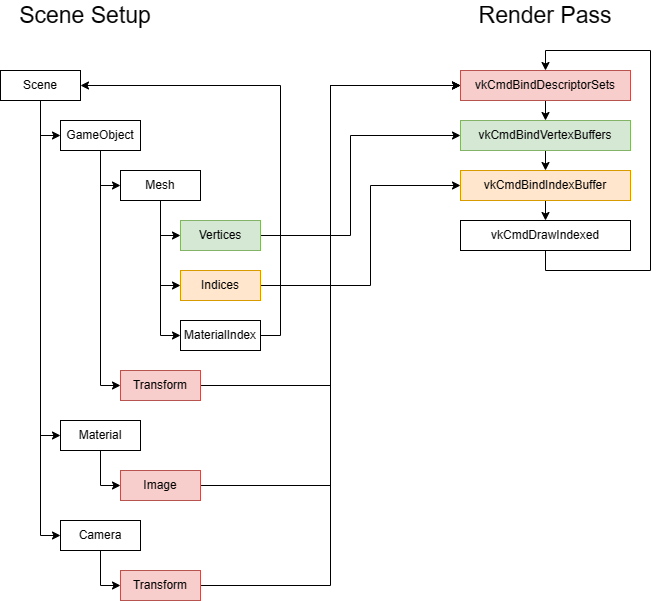 Scene Setup
Render Pass
Scene
GameObject
Mesh
Vertices
Indices
MaterialIndex
Transform
Material
Image
Camera
Transform
vkCmdBindDescriptorSets
vkCmdBindVertexBuffers
vkCmdBindIndexBuffer
vkCmdDrawIndexed